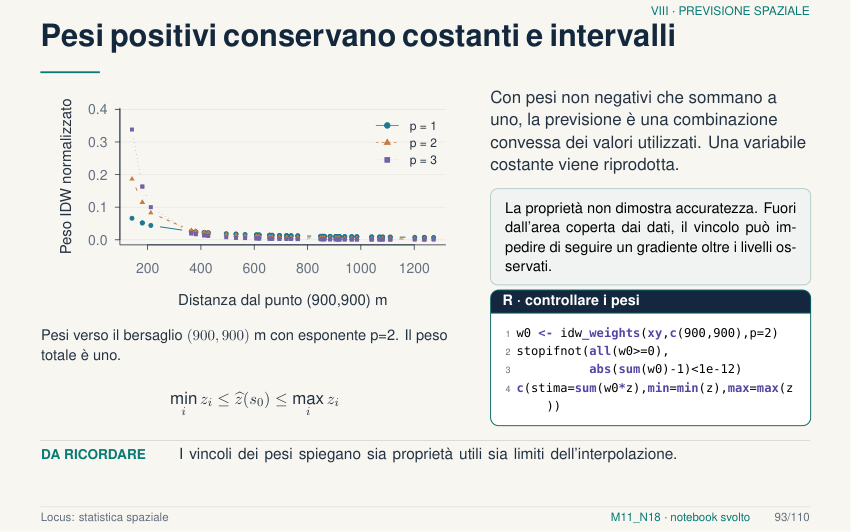 VIII · PREVISIONE SPAZIALE
Pesi positivi conservano costanti e intervalli
Peso IDW normalizzato
0.4
0.3
0.2
0.1
0.0
p = 1
p = 2
p = 3
200 400 600 800 1000 1200
Distanza dal punto (900,900) m
Pesi verso il bersaglio (900, 900) m con esponente p=2. Il peso
totale è uno.
min z_i ≤ ẑ(s_0) ≤ max z_i
i i
Con pesi non negativi che sommano a
uno, la previsione è una combinazione
convessa dei valori utilizzati. Una variabile
costante viene riprodotta.
La proprietà non dimostra accuratezza. Fuori
dall'area coperta dai dati, il vincolo può im-
pedire di seguire un gradiente oltre i livelli os-
servati.
R · controllare i pesi
1 w0 <- idw_weights(xy,c(900,900),p=2)
2 stopifnot(all(w0>=0),
3 abs(sum(w0)-1)<1e-12)
4 c(stima=sum(w0*z),min=min(z),max=max(z
))
DA RICORDARE I vincoli dei pesi spiegano sia proprietà utili sia limiti dell'interpolazione.
Locus: statistica spaziale
M11_N18 · notebook svolto 93/110